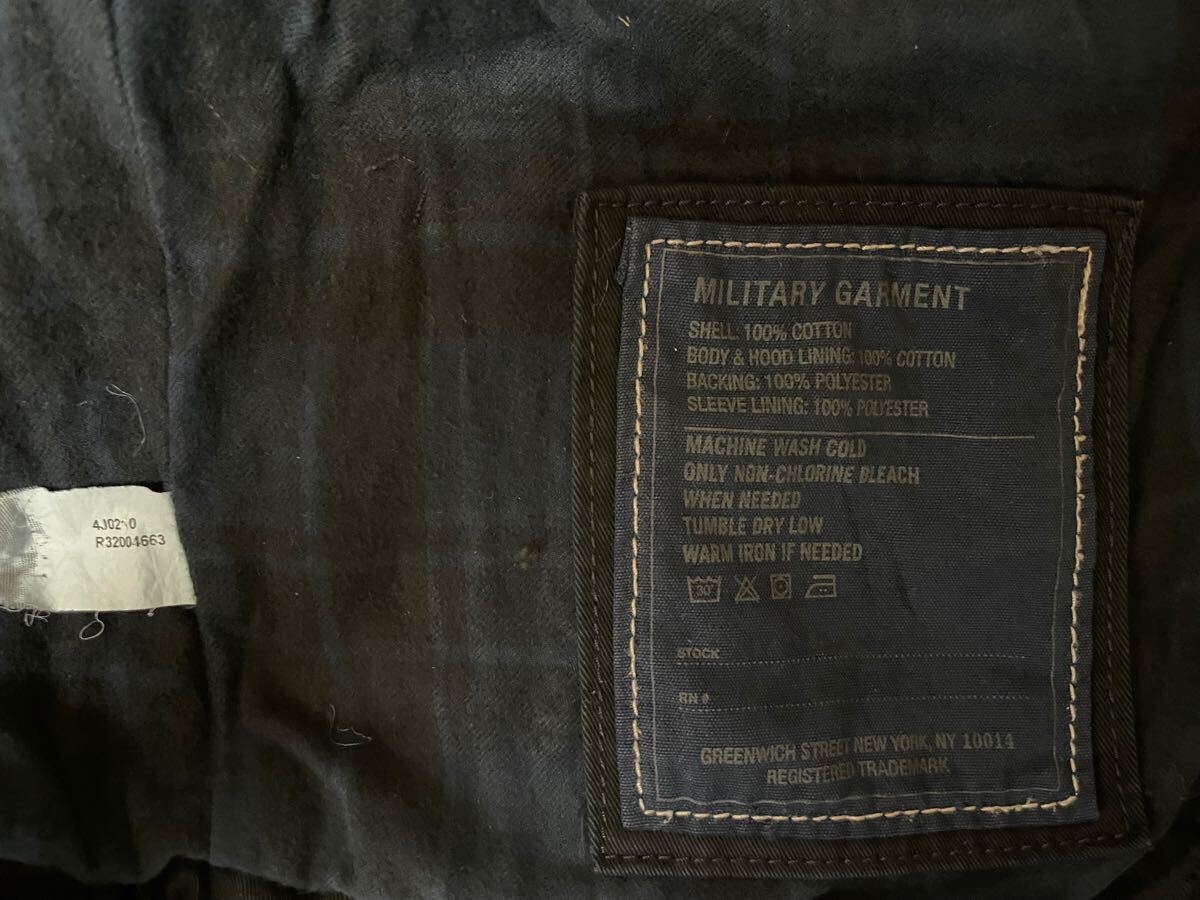 4J0210
R32004663
MILITARY GARMENT
SHELL: 100% COTTON
BODY & HOOD LINING: 100% COTTON
BACKING: 100% POLYESTER
SLEEVE LINING: 100% POLYESTER
MACHINE WASH COLD
ONLY NON-CHLORINE BLEACH
WHEN NEEDED
TUMBLE DRY LOW
WARM IRON IF NEEDED
30°
STOCK
RN #
GREENWICH STREET NEW YORK, NY 10014
REGISTERED TRADEMARK